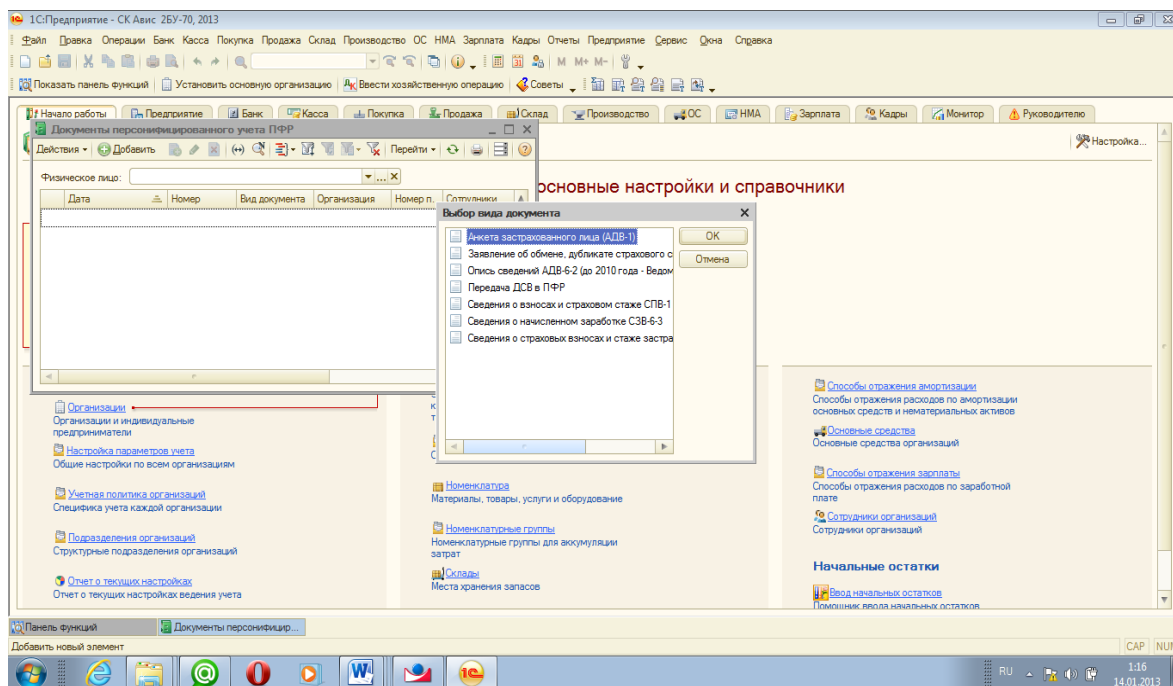 1С:Предприятие - СК Авис 2БУ-70, 2013
Файл Правка Операции Банк Касса Покупка Продажа Склад Производство ОС НМА Зарплата Кадры Отчеты Предприятие Сервис Окна Справка
M M+ M-
Показать панель функций Установить основную организацию Ввести хозяйственную операцию Советы
Начало работы Предприятие Банк Касса Покупка Продажа Склад Производство ОС НМА Зарплата Кадры Монитор Руководителю
Документы персонифицированного учета ПФР
Действия Добавить Перейти
Настройка...
Физическое лицо:
основные настройки и справочники
Дата Номер Вид документа Организация Номер п. Сотрудники
Выбор вида документа
Анкета застрахованного лица (АДВ-1)
OK
Заявление об обмене, дубликате страхового с
Отмена
Опись сведений АДВ-6-2 (до 2010 года - Ведом
Передача ДСВ в ПФР
Сведения о взносах и страховом стаже СПВ-1
Сведения о начисленном заработке СЗВ-6-3
Сведения о страховых взносах и стаже застра
Организации
Организации и индивидуальные
предприниматели
Настройка параметров учета
Общие настройки по всем организациям
Учетная политика организаций
Специфика учета каждой организации
Подразделения организаций
Структурные подразделения организаций
Отчет о текущих настройках
Отчет о текущих настройках ведения учета
Номенклатура
Материалы, товары, услуги и оборудование
Номенклатурные группы
Номенклатурные группы для аккумуляции
затрат
Склады
Места хранения запасов
Способы отражения амортизации
Способы отражения расходов по амортизации
основных средств и нематериальных активов
Основные средства
Основные средства организаций
Способы отражения зарплаты
Способы отражения расходов по заработной
плате
Сотрудники организаций
Сотрудники организаций
Начальные остатки
Ввод начальных остатков
Помощник ввода начальных остатков
Панель функций Документы персонифицир...
Добавить новый элемент
CAP NUM
RU
1:16
14.01.2013